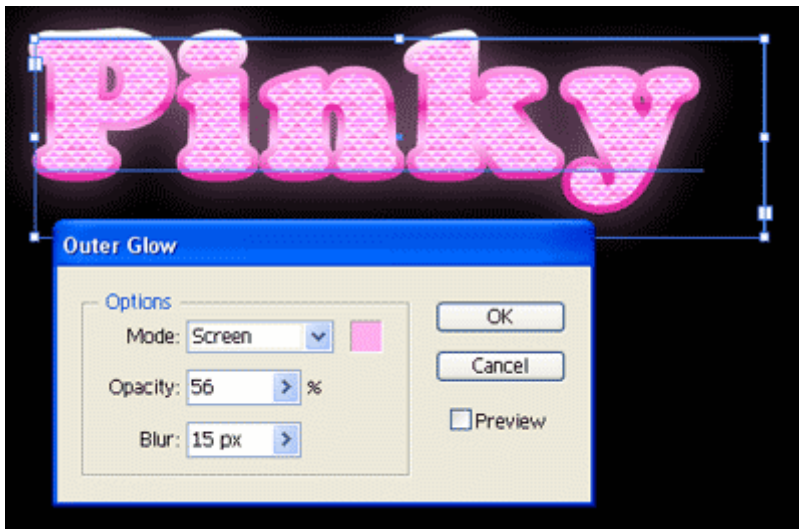 Pinky
Outer Glow
Options
Mode: Screen
Opacity: 56 %
Blur: 15 px
OK
Cancel
Preview